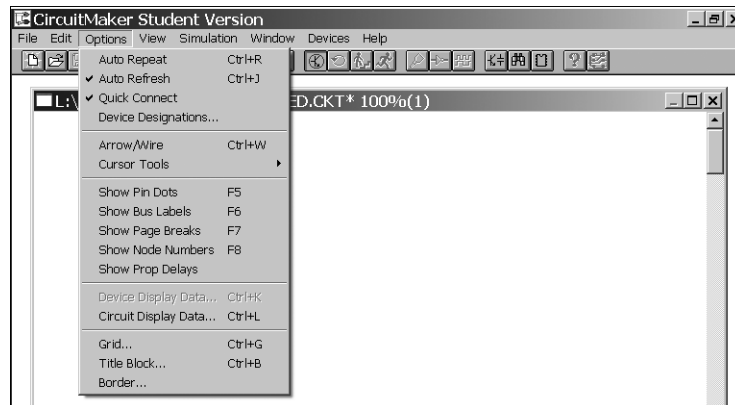 CircuitMaker Student Version
File Edit Options View Simulation Window Devices Help
L:\ ED.CKT* 100%(1)
Auto Repeat Ctrl+R
Auto Refresh Ctrl+J
Quick Connect
Device Designations...
Arrow/Wire Ctrl+W
Cursor Tools
Show Pin Dots F5
Show Bus Labels F6
Show Page Breaks F7
Show Node Numbers F8
Show Prop Delays
Device Display Data... Ctrl+K
Circuit Display Data... Ctrl+L
Grid... Ctrl+G
Title Block... Ctrl+B
Border...